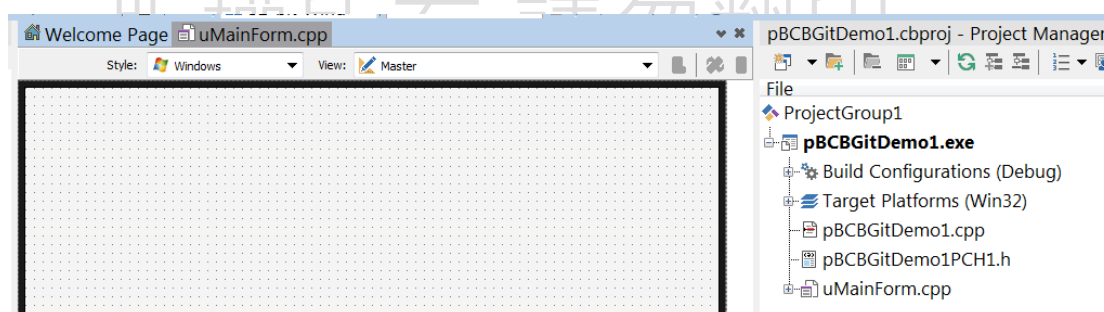 Welcome Page uMainForm.cpp
Style: Windows View: Master
pBCBGitDemo1.cbproj - Project Manager
File
ProjectGroup1
pBCBGitDemo1.exe
Build Configurations (Debug)
Target Platforms (Win32)
pBCBGitDemo1.cpp
pBCBGitDemo1PCH1.h
uMainForm.cpp